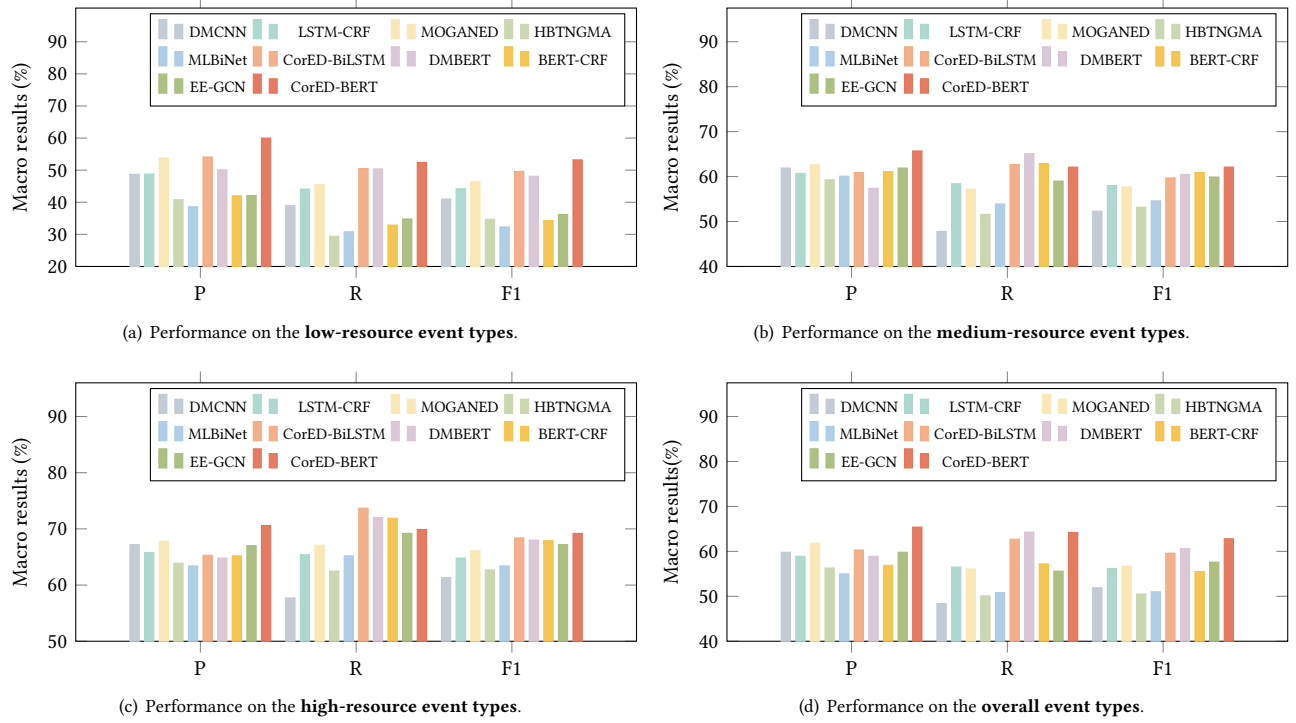 90
80
70
60
50
40
30
20
Macro results (%)
DMCNN LSTM-CRF MOGANED HBTNGMA
MLBiNet CorED-BiLSTM DMBERT BERT-CRF
EE-GCN CorED-BERT
P R F1
(a) Performance on the low-resource event types.
90
80
70
60
50
40
Macro results (%)
DMCNN LSTM-CRF MOGANED HBTNGMA
MLBiNet CorED-BiLSTM DMBERT BERT-CRF
EE-GCN CorED-BERT
P R F1
(b) Performance on the medium-resource event types.
90
80
70
60
50
Macro results (%)
DMCNN LSTM-CRF MOGANED HBTNGMA
MLBiNet CorED-BiLSTM DMBERT BERT-CRF
EE-GCN CorED-BERT
P R F1
(c) Performance on the high-resource event types.
90
80
70
60
50
40
Macro results(%)
DMCNN LSTM-CRF MOGANED HBTNGMA
MLBiNet CorED-BiLSTM DMBERT BERT-CRF
EE-GCN CorED-BERT
P R F1
(d) Performance on the overall event types.